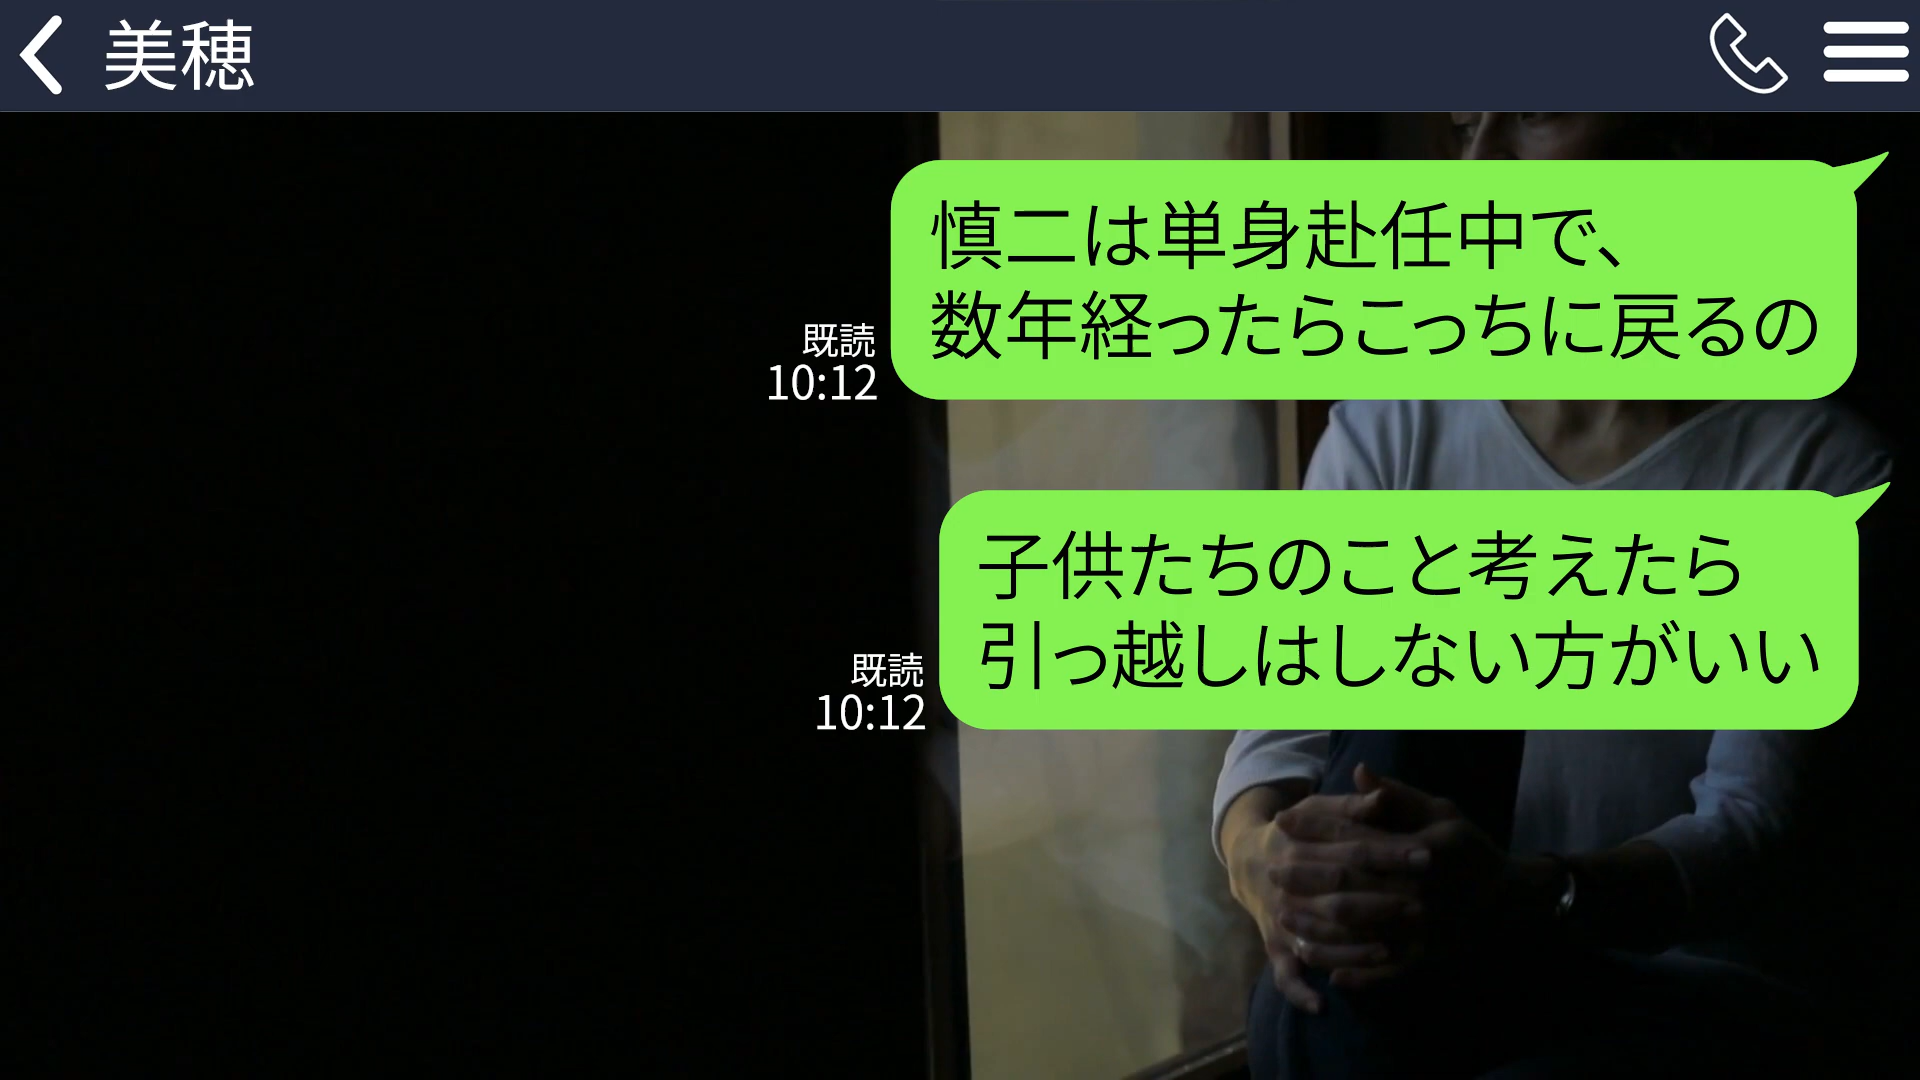 美穂
慎二は単身赴任中で、
数年経ったらこっちに戻るの
既読
10:12
子供たちのこと考えたら
引っ越しはしない方がいい
既読
10:12